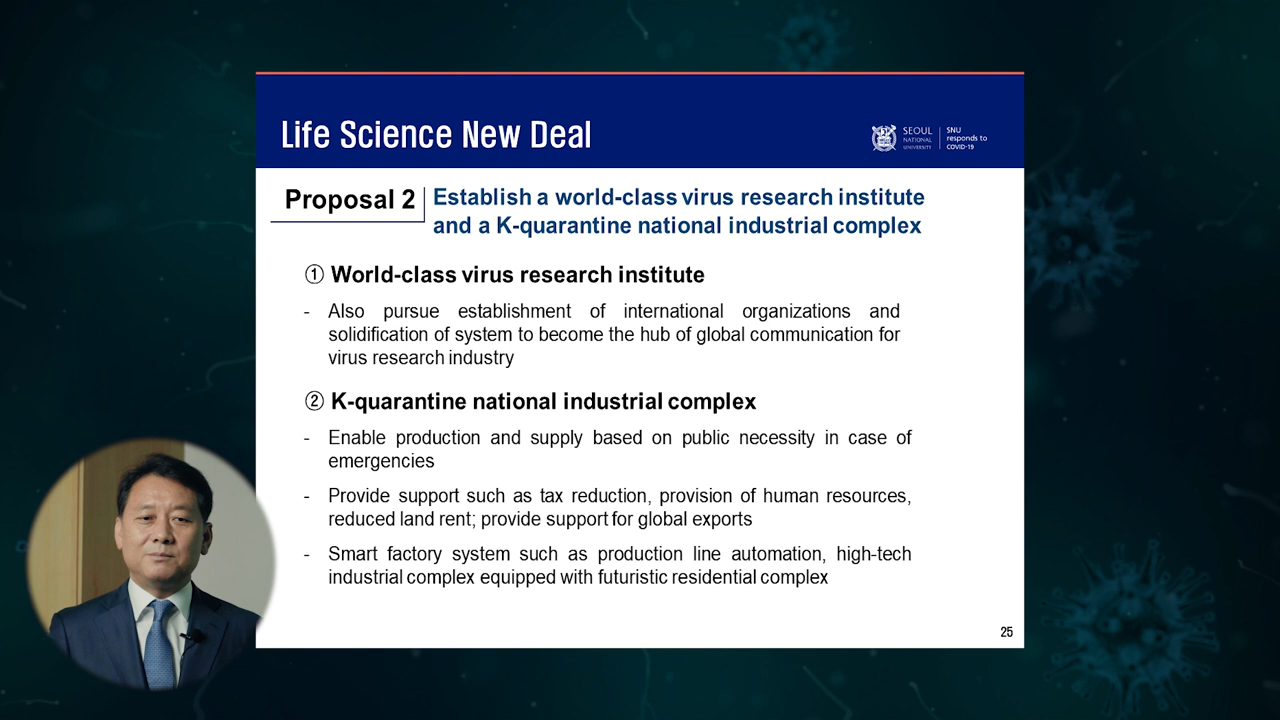 Life Science New Deal
SEOUL
NATIONAL
UNIVERSITY
SNU
responds to
COVID-19
Proposal 2
Establish a world-class virus research institute
and a K-quarantine national industrial complex
① World-class virus research institute
- Also pursue establishment of international organizations and
solidification of system to become the hub of global communication for
virus research industry
② K-quarantine national industrial complex
- Enable production and supply based on public necessity in case of
emergencies
- Provide support such as tax reduction, provision of human resources,
reduced land rent; provide support for global exports
- Smart factory system such as production line automation, high-tech
industrial complex equipped with futuristic residential complex
25